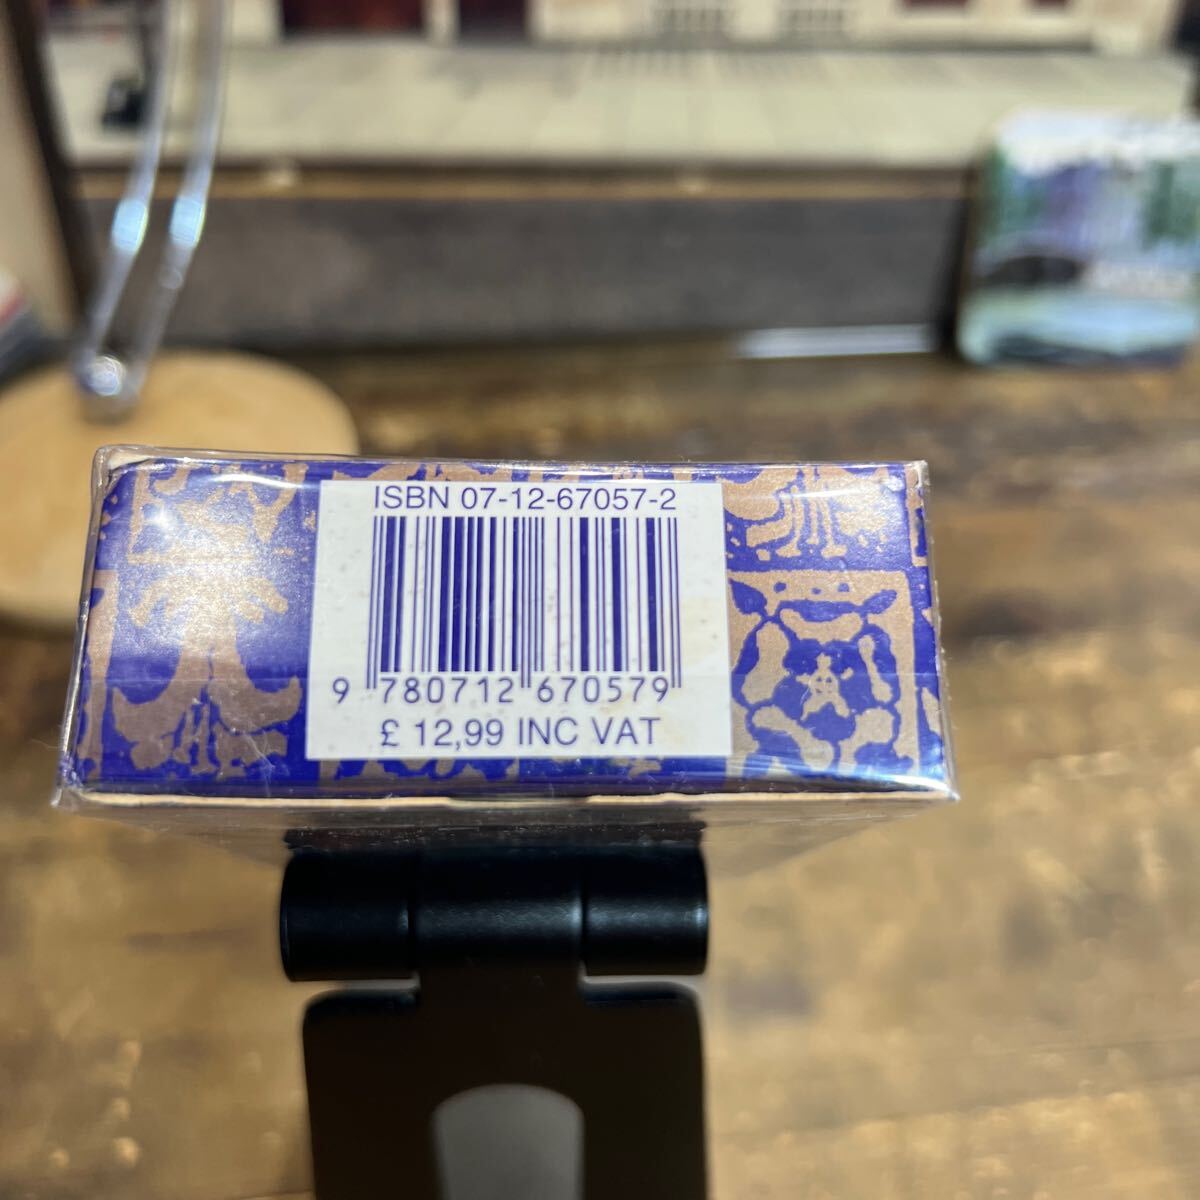 ISBN 07-12-67057-2
9 780712 670579
£ 12,99 INC VAT